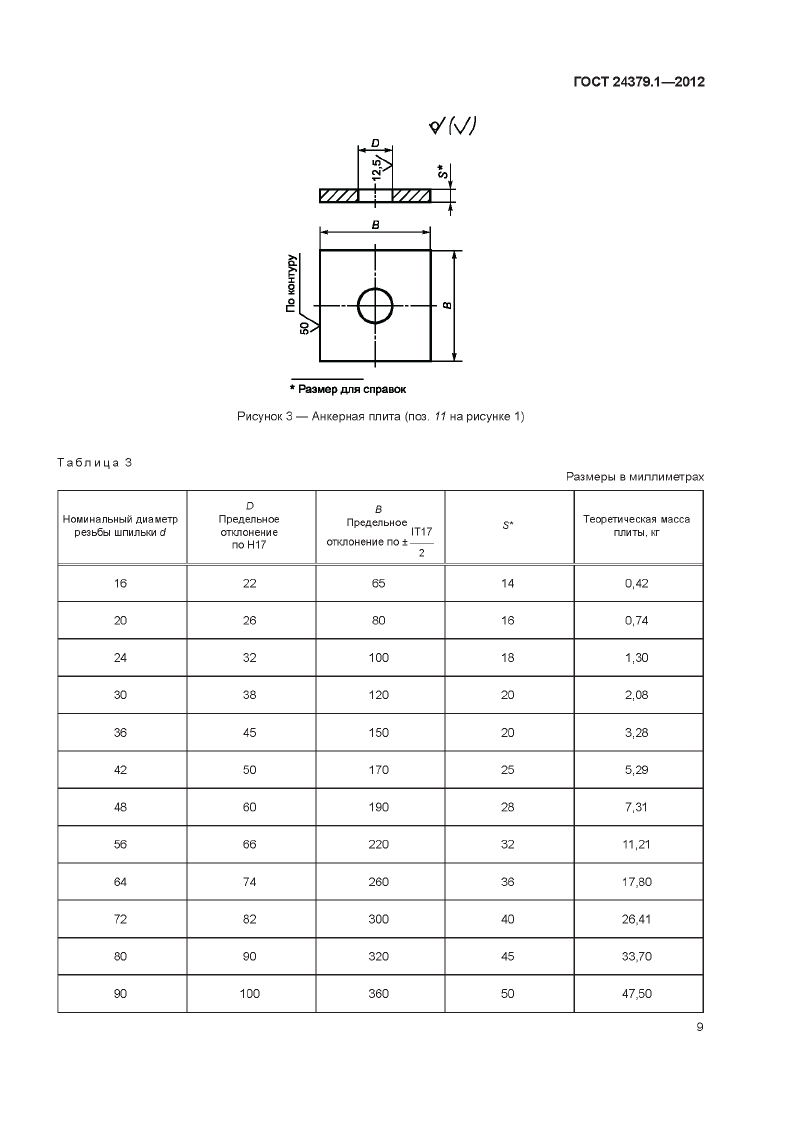 ГОСТ 24379.1—2012
D
12,5
S*
B
По контуру
50
B
* Размер для справок
Рисунок 3 — Анкерная плита (поз. 11 на рисунке 1)
Таблица 3
Размеры в миллиметрах
Номинальный диаметр резьбы шпильки d | D Предельное отклонение по H17 | B Предельное отклонение по ± IT17/2 | S* | Теоретическая масса плиты, кг
16 22 65 14 0,42
20 26 80 16 0,74
24 32 100 18 1,30
30 38 120 20 2,08
36 45 150 20 3,28
42 50 170 25 5,29
48 60 190 28 7,31
56 66 220 32 11,21
64 74 260 36 17,80
72 82 300 40 26,41
80 90 320 45 33,70
90 100 360 50 47,50
9